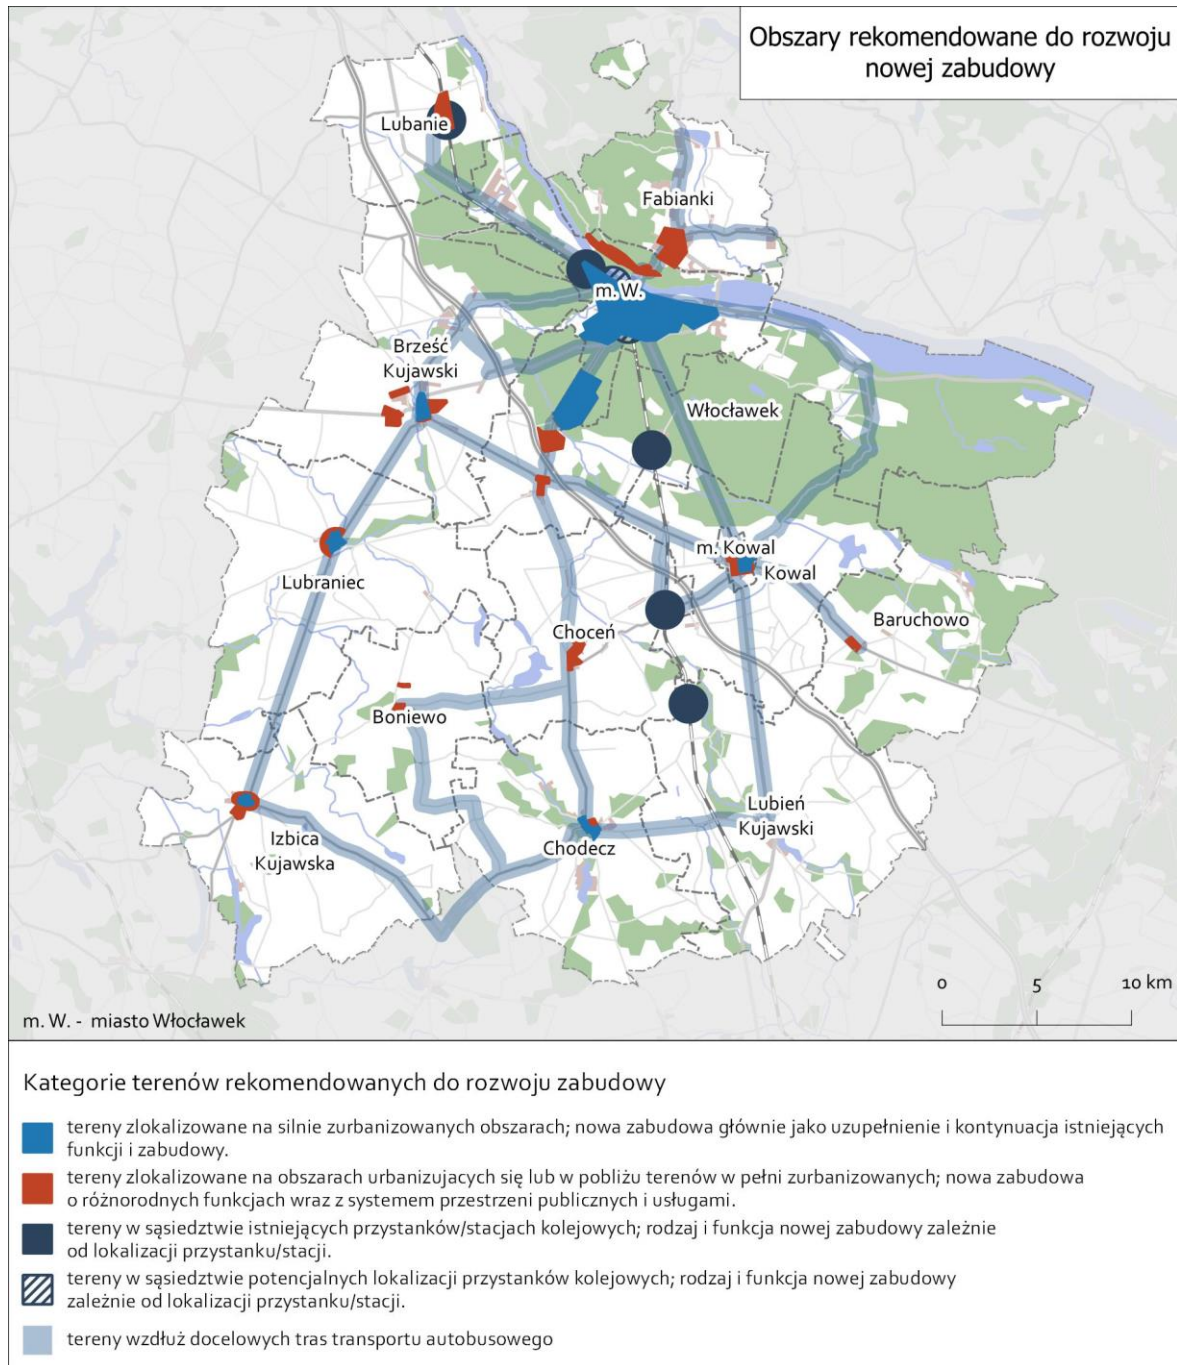 Obszary rekomendowane do rozwoju
nowej zabudowy
Lubanie
Fabianki
m. W.
Brześć
Kujawski
Włocławek
m. Kowal
Kowal
Lubraniec
Baruchowo
Choceń
Boniewo
Lubień
Kujawski
Izbica
Kujawska
Chodecz
0 5 10 km
m. W. - miasto Włocławek
Kategorie terenów rekomendowanych do rozwoju zabudowy
tereny zlokalizowane na silnie zurbanizowanych obszarach; nowa zabudowa głównie jako uzupełnienie i kontynuacja istniejących
funkcji i zabudowy.
tereny zlokalizowane na obszarach urbanizujacych się lub w pobliżu terenów w pełni zurbanizowanych; nowa zabudowa
o różnorodnych funkcjach wraz z systemem przestrzeni publicznych i usługami.
tereny w sąsiedztwie istniejących przystanków/stacjach kolejowych; rodzaj i funkcja nowej zabudowy zależnie
od lokalizacji przystanku/stacji.
tereny w sąsiedztwie potencjalnych lokalizacji przystanków kolejowych; rodzaj i funkcja nowej zabudowy
zależnie od lokalizacji przystanku/stacji.
tereny wzdłuż docelowych tras transportu autobusowego